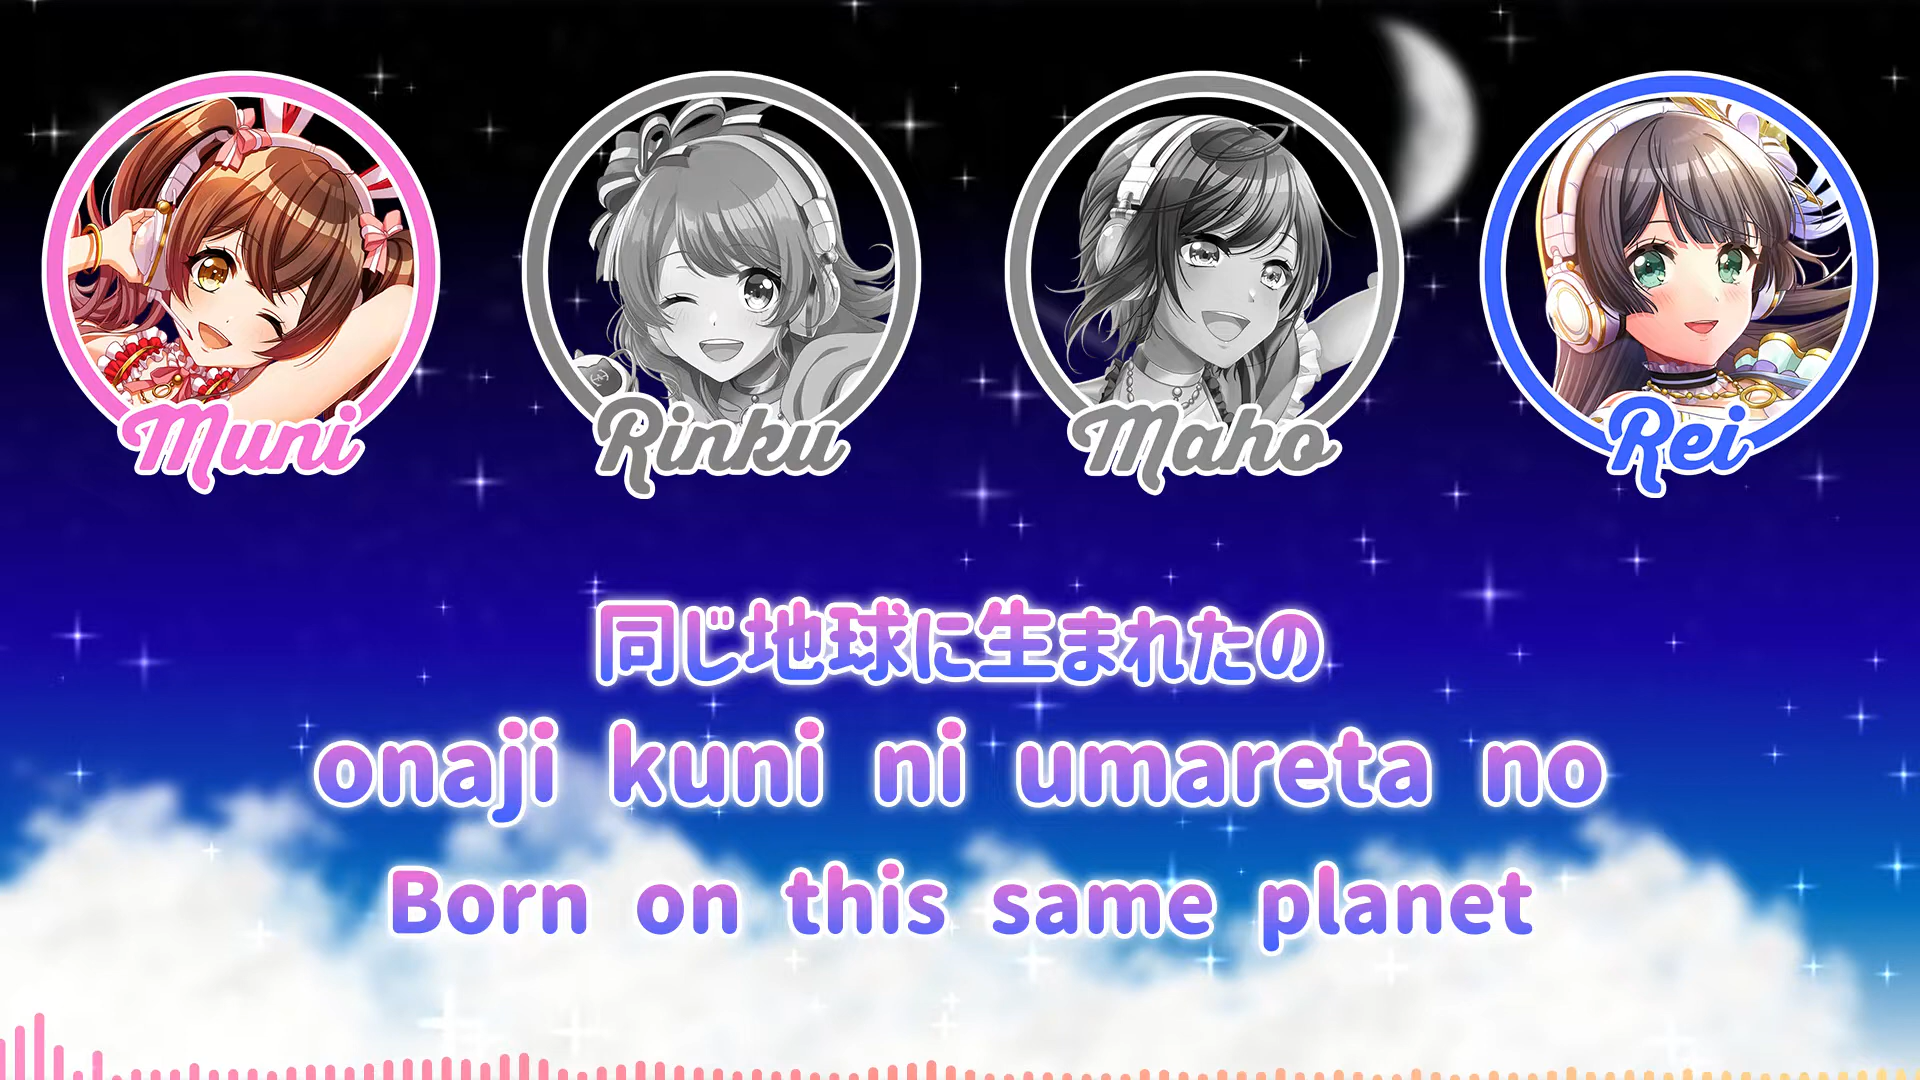 Muni
Rinku
Maho
Rei
同じ地球に生まれたの
onaji kuni ni umareta no
Born on this same planet